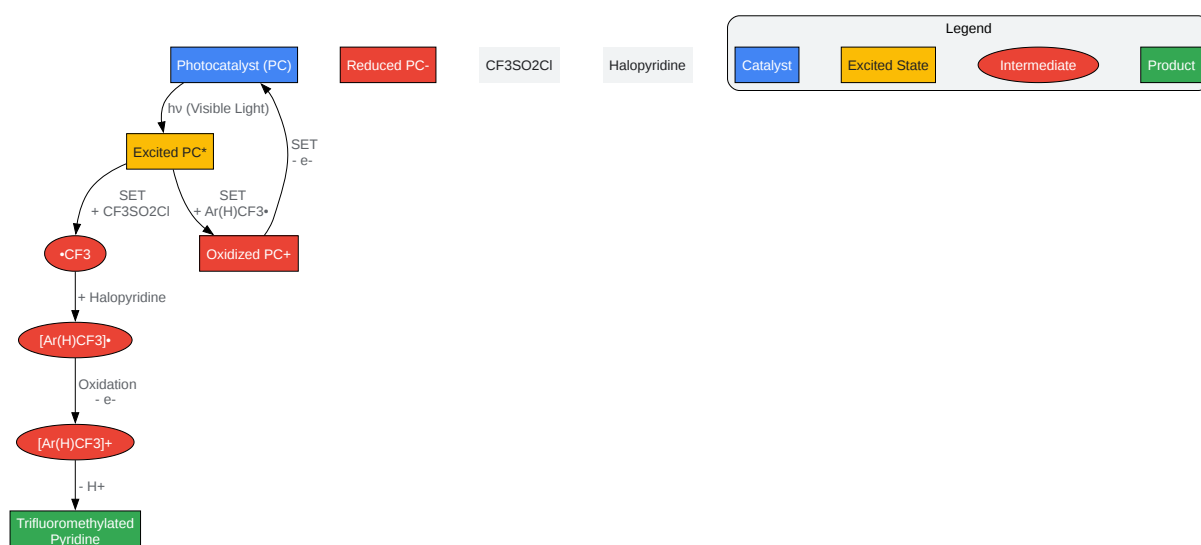 Legend
Photocatalyst (PC)
Reduced PC-
CF3SO2Cl
Halopyridine
Catalyst
Excited State
Intermediate
Product
hν (Visible Light)
Excited PC*
SET
- e-
SET
+ CF3SO2Cl
SET
+ Ar(H)CF3•
•CF3
Oxidized PC+
+ Halopyridine
[Ar(H)CF3]•
Oxidation
- e-
[Ar(H)CF3]+
- H+
Trifluoromethylated
Pyridine